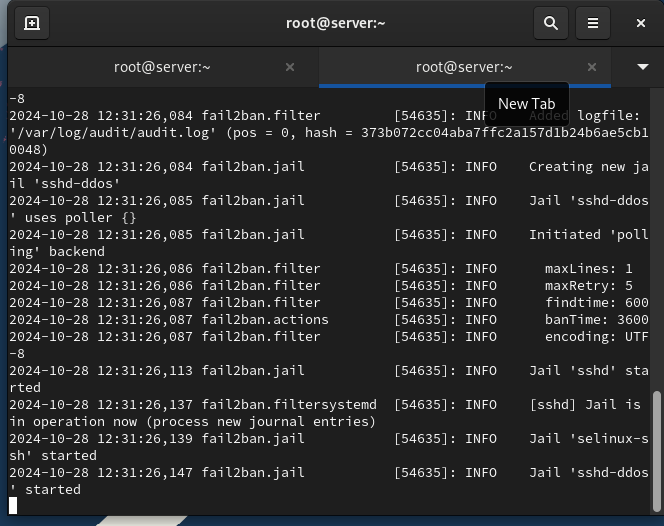 root@server:~
root@server:~
root@server:~
New Tab
-8
2024-10-28 12:31:26,084 fail2ban.filter         [54635]: INFO    Added logfile:
'/var/log/audit/audit.log' (pos = 0, hash = 373b072cc04aba7ffc2a157d1b24b6ae5cb1
0048)
2024-10-28 12:31:26,084 fail2ban.jail           [54635]: INFO    Creating new ja
il 'sshd-ddos'
2024-10-28 12:31:26,085 fail2ban.jail           [54635]: INFO    Jail 'sshd-ddos
' uses poller {}
2024-10-28 12:31:26,085 fail2ban.jail           [54635]: INFO    Initiated 'poll
ing' backend
2024-10-28 12:31:26,086 fail2ban.filter         [54635]: INFO      maxLines: 1
2024-10-28 12:31:26,086 fail2ban.filter         [54635]: INFO      maxRetry: 5
2024-10-28 12:31:26,087 fail2ban.filter         [54635]: INFO      findtime: 600
2024-10-28 12:31:26,087 fail2ban.actions        [54635]: INFO      banTime: 3600
2024-10-28 12:31:26,087 fail2ban.filter         [54635]: INFO      encoding: UTF
-8
2024-10-28 12:31:26,113 fail2ban.jail           [54635]: INFO    Jail 'sshd' sta
rted
2024-10-28 12:31:26,137 fail2ban.filtersystemd  [54635]: INFO    [sshd] Jail is
in operation now (process new journal entries)
2024-10-28 12:31:26,139 fail2ban.jail           [54635]: INFO    Jail 'selinux-s
sh' started
2024-10-28 12:31:26,147 fail2ban.jail           [54635]: INFO    Jail 'sshd-ddos
' started